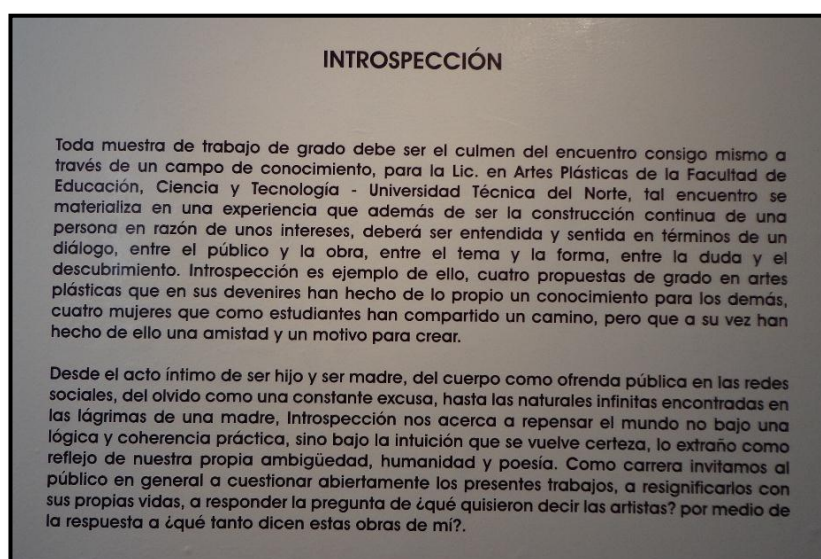 INTROSPECCIÓN
Toda muestra de trabajo de grado debe ser el culmen del encuentro consigo mismo a
través de un campo de conocimiento, para la Lic. en Artes Plásticas de la Facultad de
Educación, Ciencia y Tecnología - Universidad Técnica del Norte, tal encuentro se
materializa en una experiencia que además de ser la construcción continua de una
persona en razón de unos intereses, deberá ser entendida y sentida en términos de un
diálogo, entre el público y la obra, entre el tema y la forma, entre la duda y el
descubrimiento. Introspección es ejemplo de ello, cuatro propuestas de grado en artes
plásticas que en sus devenires han hecho de lo propio un conocimiento para los demás,
cuatro mujeres que como estudiantes han compartido un camino, pero que a su vez han
hecho de ello una amistad y un motivo para crear.
Desde el acto íntimo de ser hijo y ser madre, del cuerpo como ofrenda pública en las redes
sociales, del olvido como una constante excusa, hasta las naturales infinitas encontradas en
las lágrimas de una madre, Introspección nos acerca a repensar el mundo no bajo una
lógica y coherencia práctica, sino bajo la intuición que se vuelve certeza, lo extraño como
reflejo de nuestra propia ambigüedad, humanidad y poesía. Como carrera invitamos al
público en general a cuestionar abiertamente los presentes trabajos, a resignificarlos con
sus propias vidas, a responder la pregunta de ¿qué quisieron decir las artistas? por medio de
la respuesta a ¿qué tanto dicen estas obras de mí?.